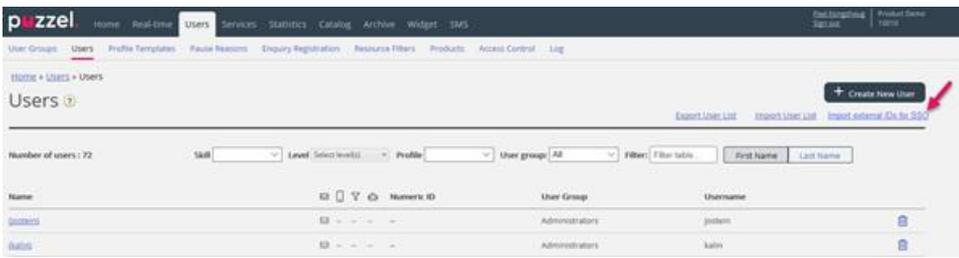 puzzel. Home Real-time Users Services Statistics Catalog Archive Widget SMS
Sign out Product Demo
User Groups Users Profile Templates Pause Reasons Enquiry Registration Resource Filters Products Access Control Log
Home » Users » Users
Users ?
+ Create New User
Export User List Import User List Import external IDs for SSO
Number of users : 72 Skill Level Select level(s) Profile User group: All Filter: Filter table... First Name Last Name
Name Numeric ID User Group Username
– – – – Administrators
– – – – Administrators kalin